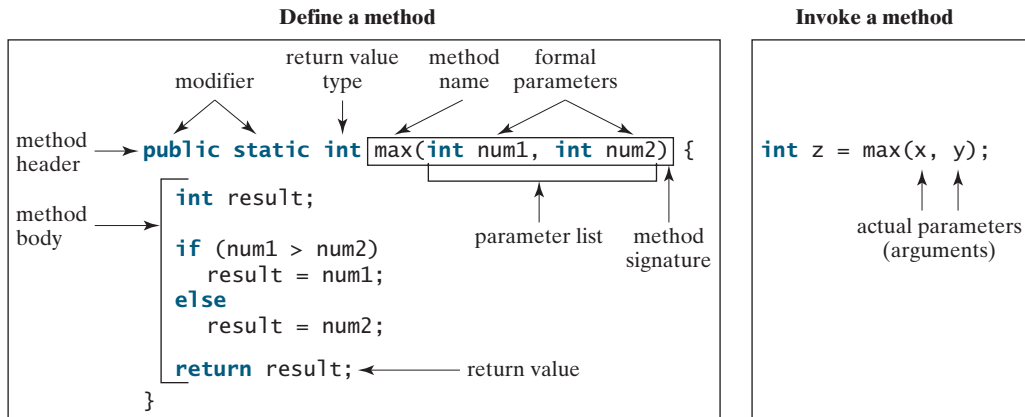 Define a method
Invoke a method
modifier
return value
type
method
name
formal
parameters
method
header
public static int max(int num1, int num2) {
method
body
int result;
if (num1 > num2)
result = num1;
else
result = num2;
return result;
}
parameter list
method
signature
return value
int z = max(x, y);
actual parameters
(arguments)